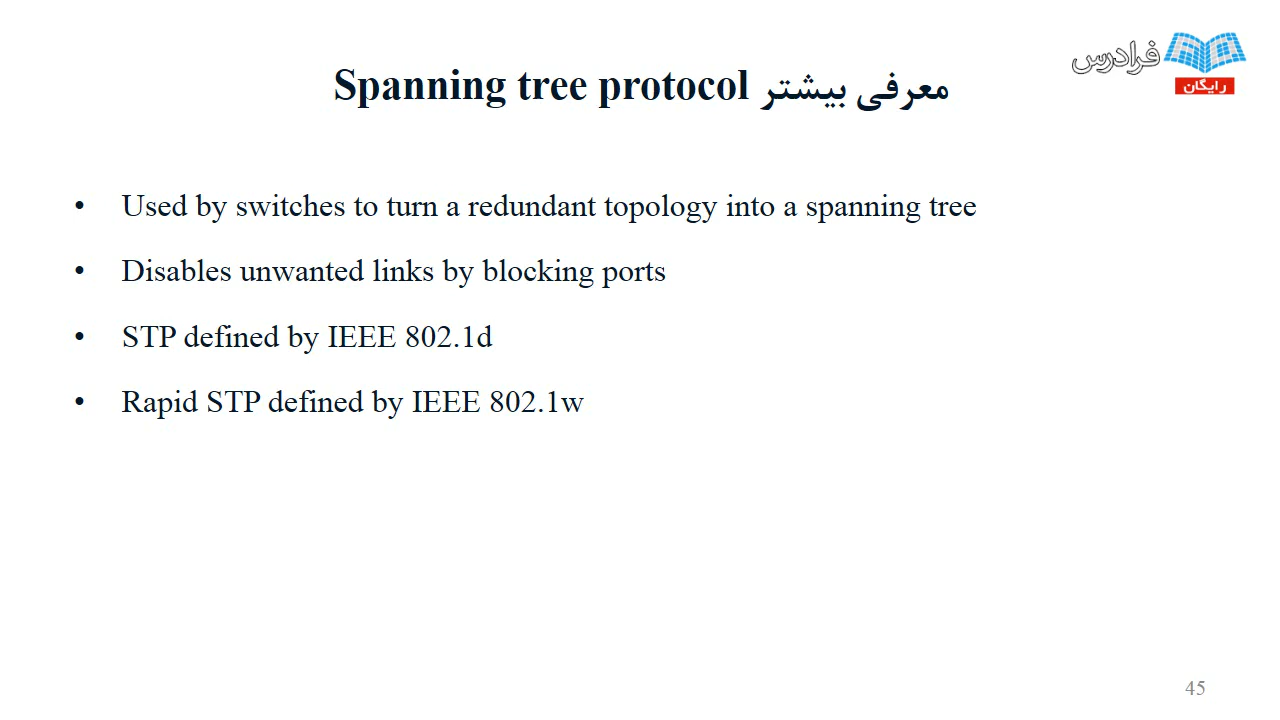 فرادرس
رایگان
معرفی بیشتر Spanning tree protocol
• Used by switches to turn a redundant topology into a spanning tree
• Disables unwanted links by blocking ports
• STP defined by IEEE 802.1d
• Rapid STP defined by IEEE 802.1w
45